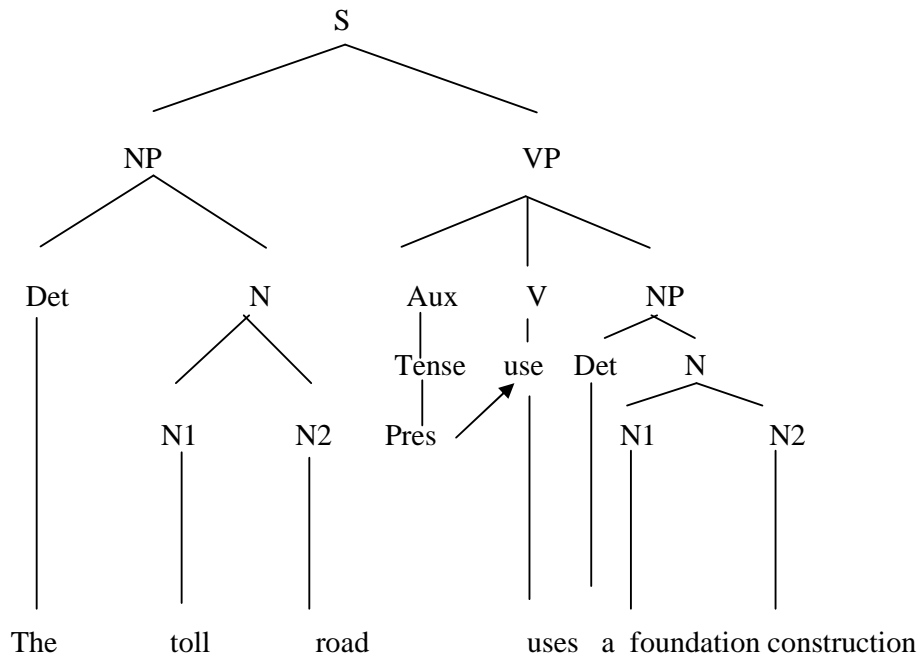 S
NP VP
Det N Aux V NP
Tense use Det N
N1 N2 Pres N1 N2
The toll road uses a foundation construction